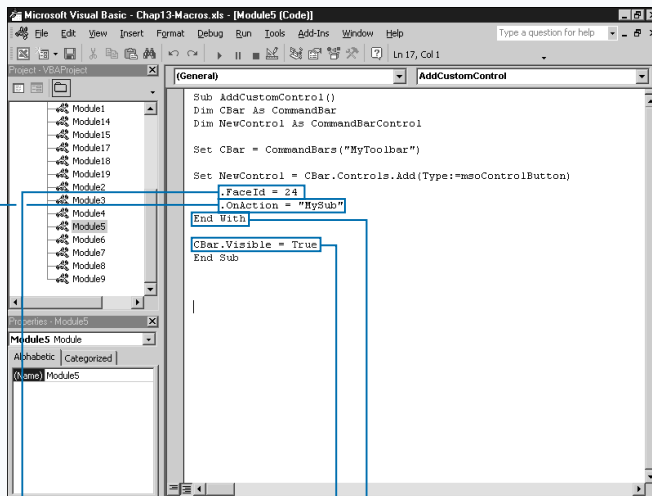 Microsoft Visual Basic - Chap13-Macros.xls - [Module5 (Code)]
File Edit View Insert Format Debug Run Tools Add-Ins Window Help
Type a question for help
Ln 17, Col 1
Project - VBAProject
(General)
AddCustomControl
Module1
Module14
Module15
Module17
Module18
Module19
Module2
Module3
Module4
Module5
Module6
Module7
Module8
Module9
Sub AddCustomControl()
Dim CBar As CommandBar
Dim NewControl As CommandBarControl
Set CBar = CommandBars("MyToolbar")
Set NewControl = CBar.Controls.Add(Type:=msoControlButton)
.FaceId = 24
.OnAction = "MySub"
End With
CBar.Visible = True
End Sub
Properties - Module5
Module5 Module
Alphabetic Categorized
(Name) Module5